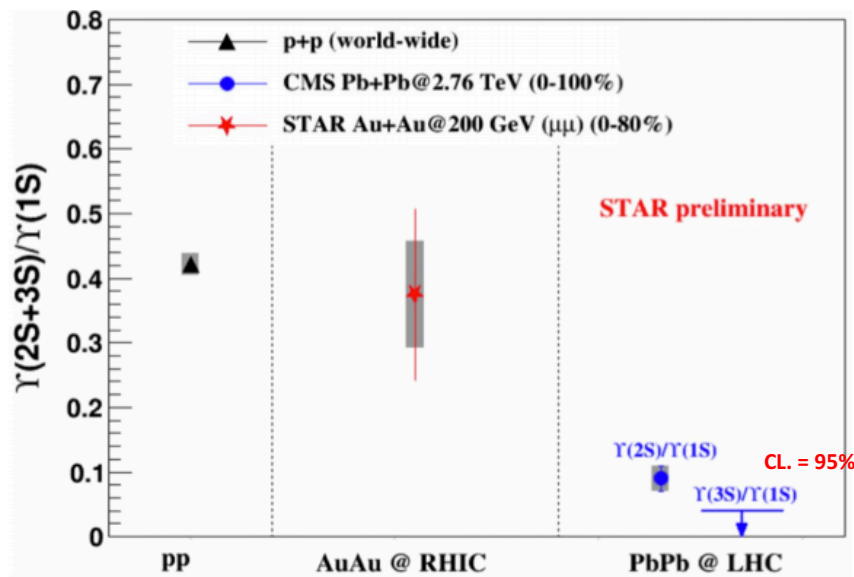 0.8
p+p (world-wide)
0.7
CMS Pb+Pb@2.76 TeV (0-100%)
STAR Au+Au@200 GeV (μμ) (0-80%)
0.6
ϒ(2S+3S)/ϒ(1S)
0.5
STAR preliminary
0.4
0.3
0.2
ϒ(2S)/ϒ(1S)
CL. = 95%
0.1
ϒ(3S)/ϒ(1S)
0
pp
AuAu @ RHIC
PbPb @ LHC